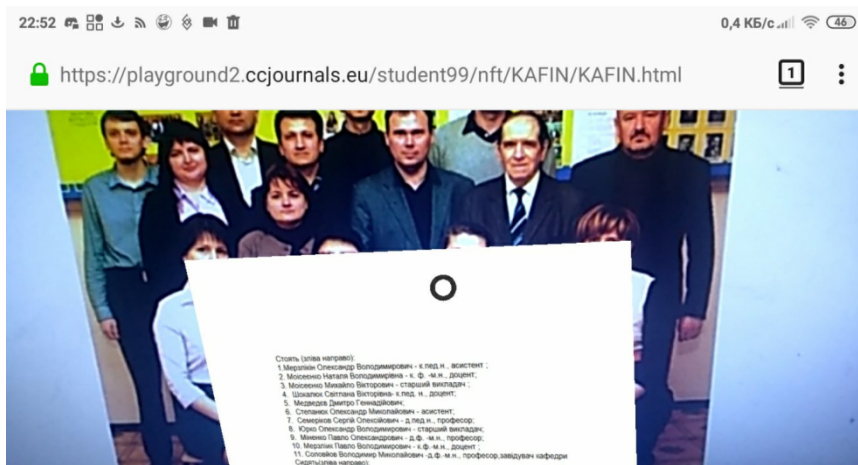 22:52
0,4 КБ/с
46
https://playground2.ccjournals.eu/student99/nft/KAFIN/KAFIN.html
1
Стоять (зліва направо):
1.Мерзлікін Олександр Володимирович - к.пед.н., асистент ;
2. Моісеєнко Наталя Володимирівна - к. ф. -м.н., доцент;
3. Моісеєнко Михайло Вікторович - старший викладач ;
4. Шокалюк Світлана Вікторівна- к.пед. н., доцент;
5. Медведєв Дмитро Геннадійович;
6. Степанюк Олександр Миколайович - асистент;
7. Семеріков Сергій Олексійович - д.пед.н., професор;
8. Юрко Олександр Володимирович - старший викладач;
9. Міненко Павло Олександрович - д.ф. -м.н., професор;
10. Мерзлик Павло Володимирович - к.ф.-м.н., доцент ;
11. Соловйов Володимир Миколайович -д.ф.-м.н., професор,завідувач кафедри
Сидять(зліва направо):